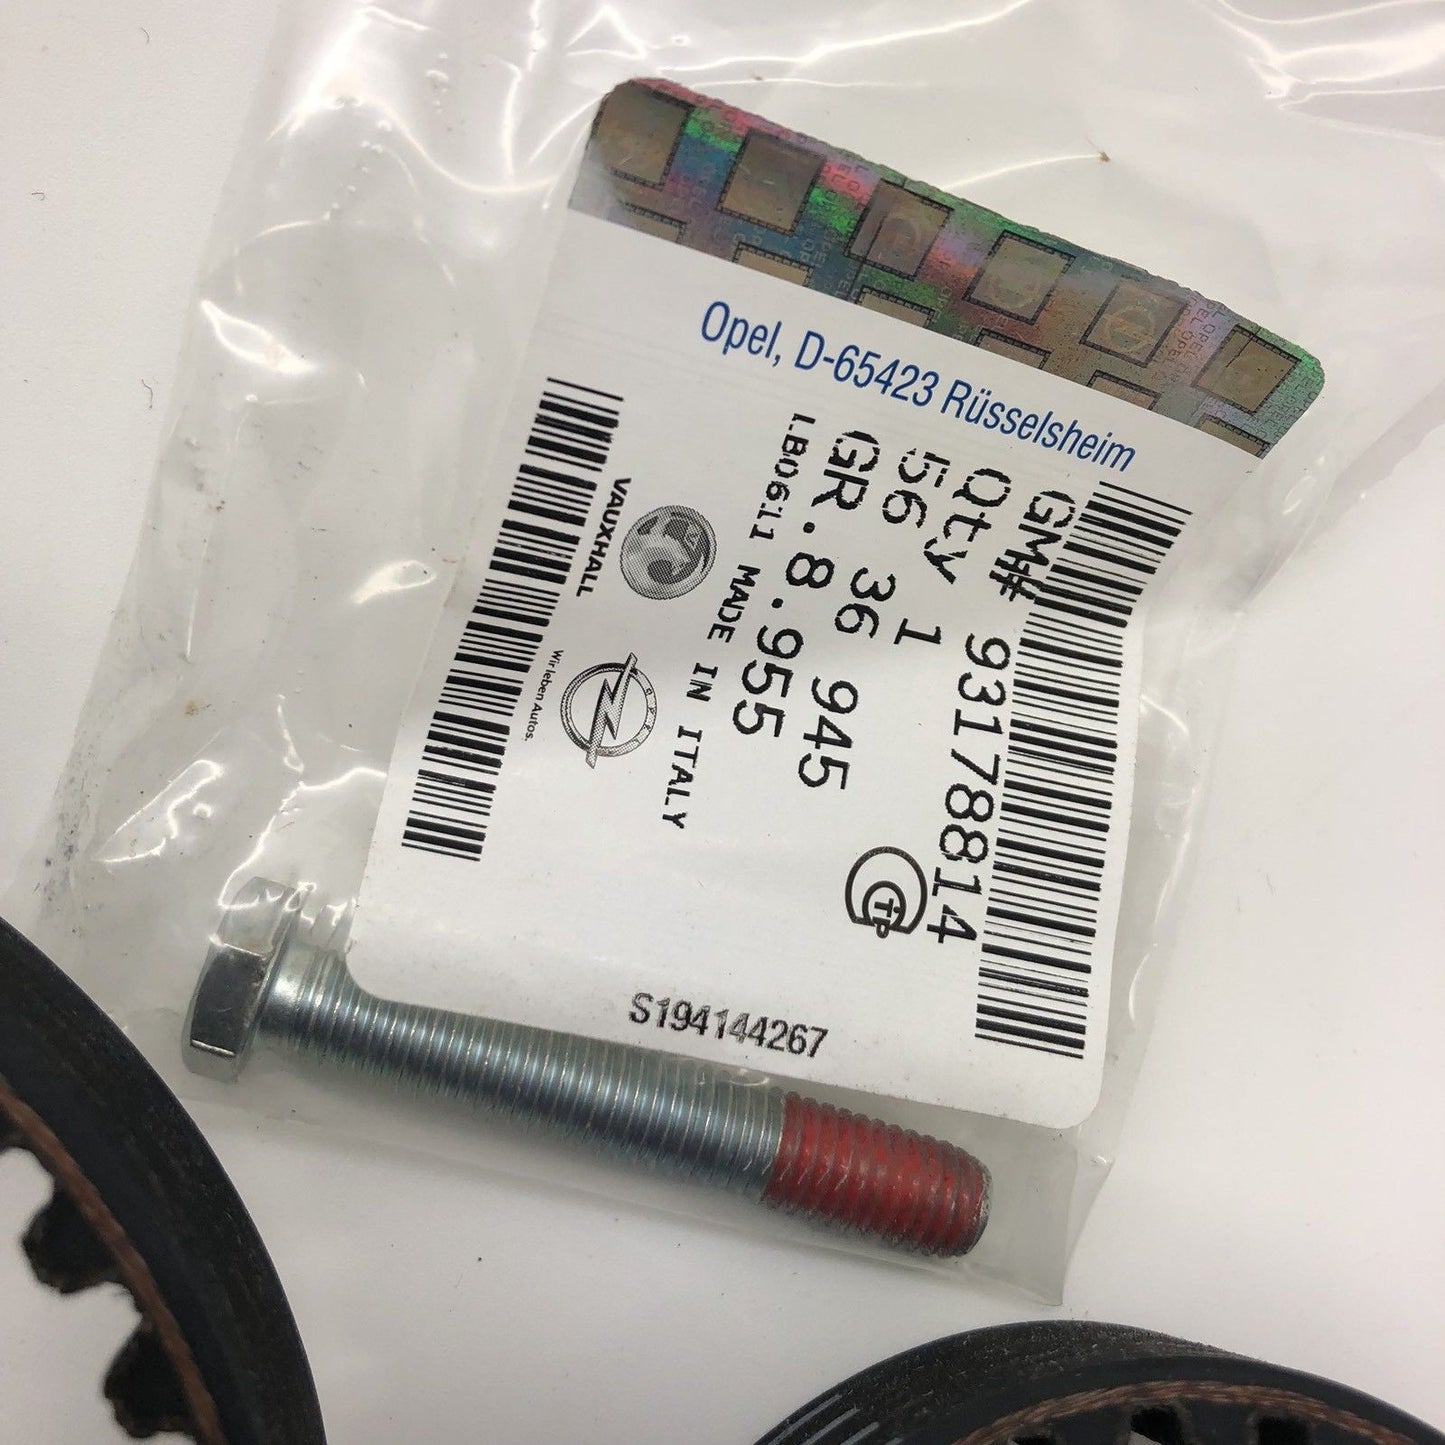 Opel, D-65423 Rüsselsheim
GM# 93178814
Qty 1
56 36 945
GR.8.955
MADE IN ITALY
VAUXHALL
OPEL
Wir leben Autos.
S194144267